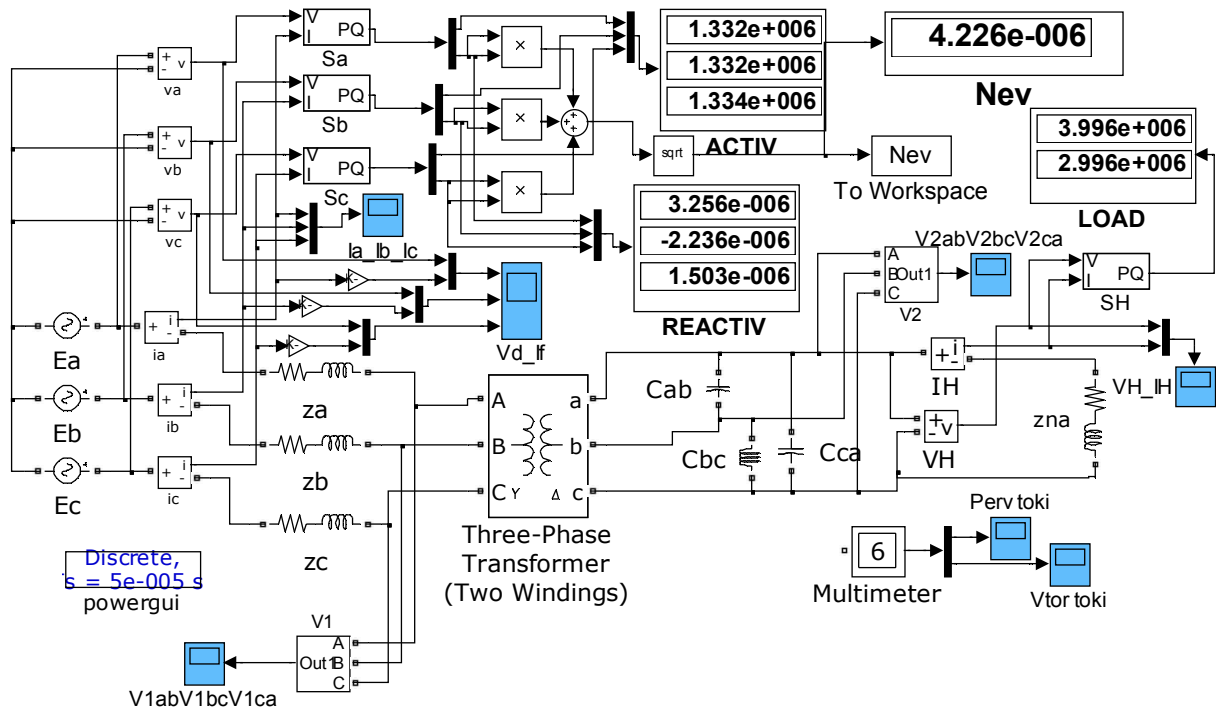 V
I
PQ
Sa
V
I
PQ
Sb
V
I
PQ
Sc
+
-
v
va
+
-
v
vb
+
-
v
vc
×
×
×
+
+
+
sqrt
1.332e+006
1.332e+006
1.334e+006
ACTIV
4.226e-006
Nev
Nev
To Workspace
3.996e+006
2.996e+006
LOAD
3.256e-006
-2.236e-006
1.503e-006
REACTIV
Ia_Ib_Ic
K-
K-
K-
Vd_If
V2abV2bcV2ca
A
B
C
Out1
V2
V
I
PQ
SH
Ea
Eb
Ec
+
i
-
ia
+
i
-
ib
+
i
-
ic
za
zb
zc
A
B
C
Y
Δ
a
b
c
Three-Phase
Transformer
(Two Windings)
Cab
Cbc
Cca
+
i
-
IH
+
-
v
VH
zna
VH_IH
Discrete,
s = 5e-005 s
powergui
6
Multimeter
Perv toki
Vtor toki
V1
A
B
C
Out1
V1abV1bcV1ca